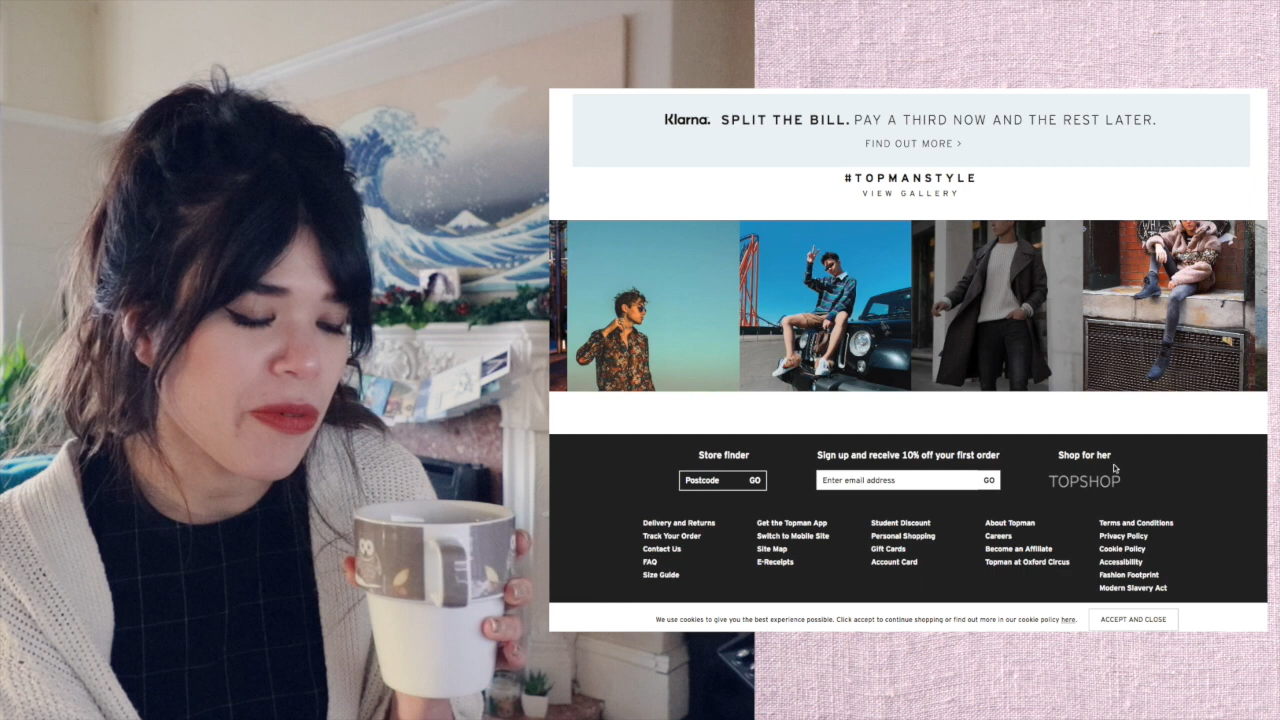 Klarna. SPLIT THE BILL. PAY A THIRD NOW AND THE REST LATER.
FIND OUT MORE >
#TOPMANSTYLE
VIEW GALLERY
Store finder
Postcode GO
Sign up and receive 10% off your first order
Enter email address GO
Shop for her
TOPSHOP
Delivery and Returns
Track Your Order
Contact Us
FAQ
Size Guide
Get the Topman App
Switch to Mobile Site
Site Map
E-Receipts
Student Discount
Personal Shopping
Gift Cards
Account Card
About Topman
Careers
Become an Affiliate
Topman at Oxford Circus
Terms and Conditions
Privacy Policy
Cookie Policy
Accessibility
Fashion Footprint
Modern Slavery Act
We use cookies to give you the best experience possible. Click accept to continue shopping or find out more in our cookie policy here.
ACCEPT AND CLOSE